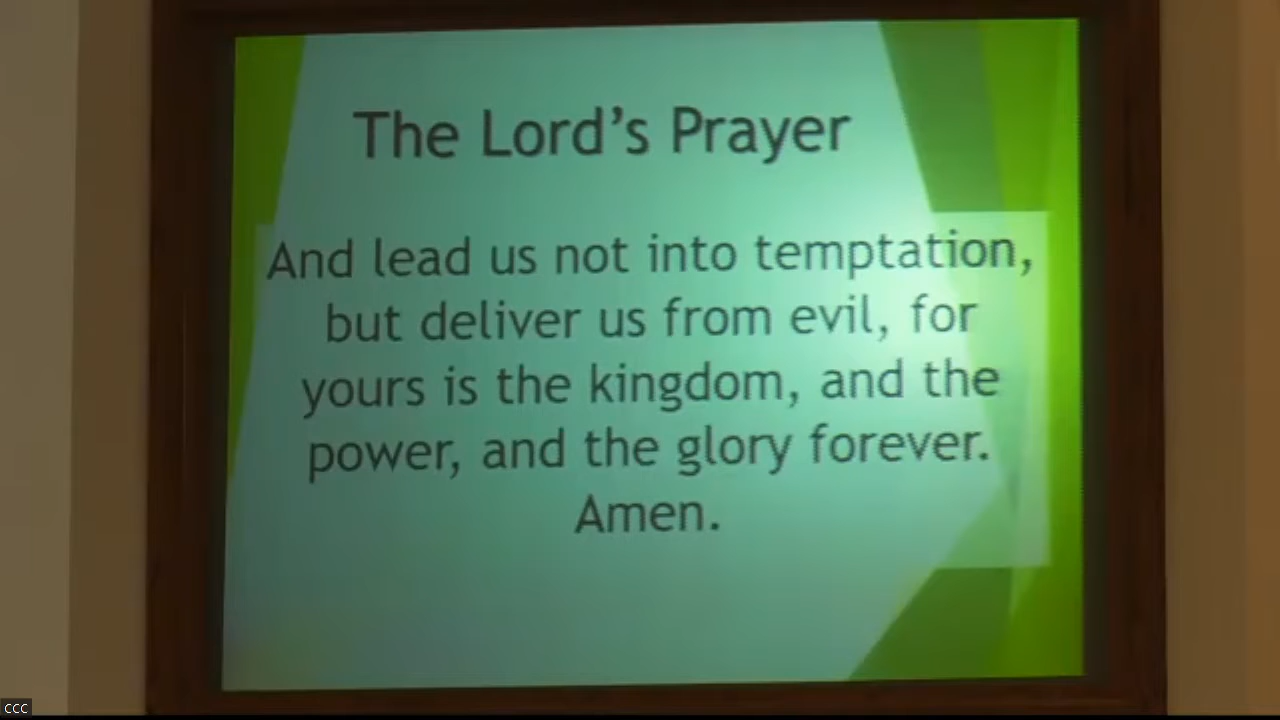 The Lord's Prayer
And lead us not into temptation,
but deliver us from evil, for
yours is the kingdom, and the
power, and the glory forever.
Amen.
ccc